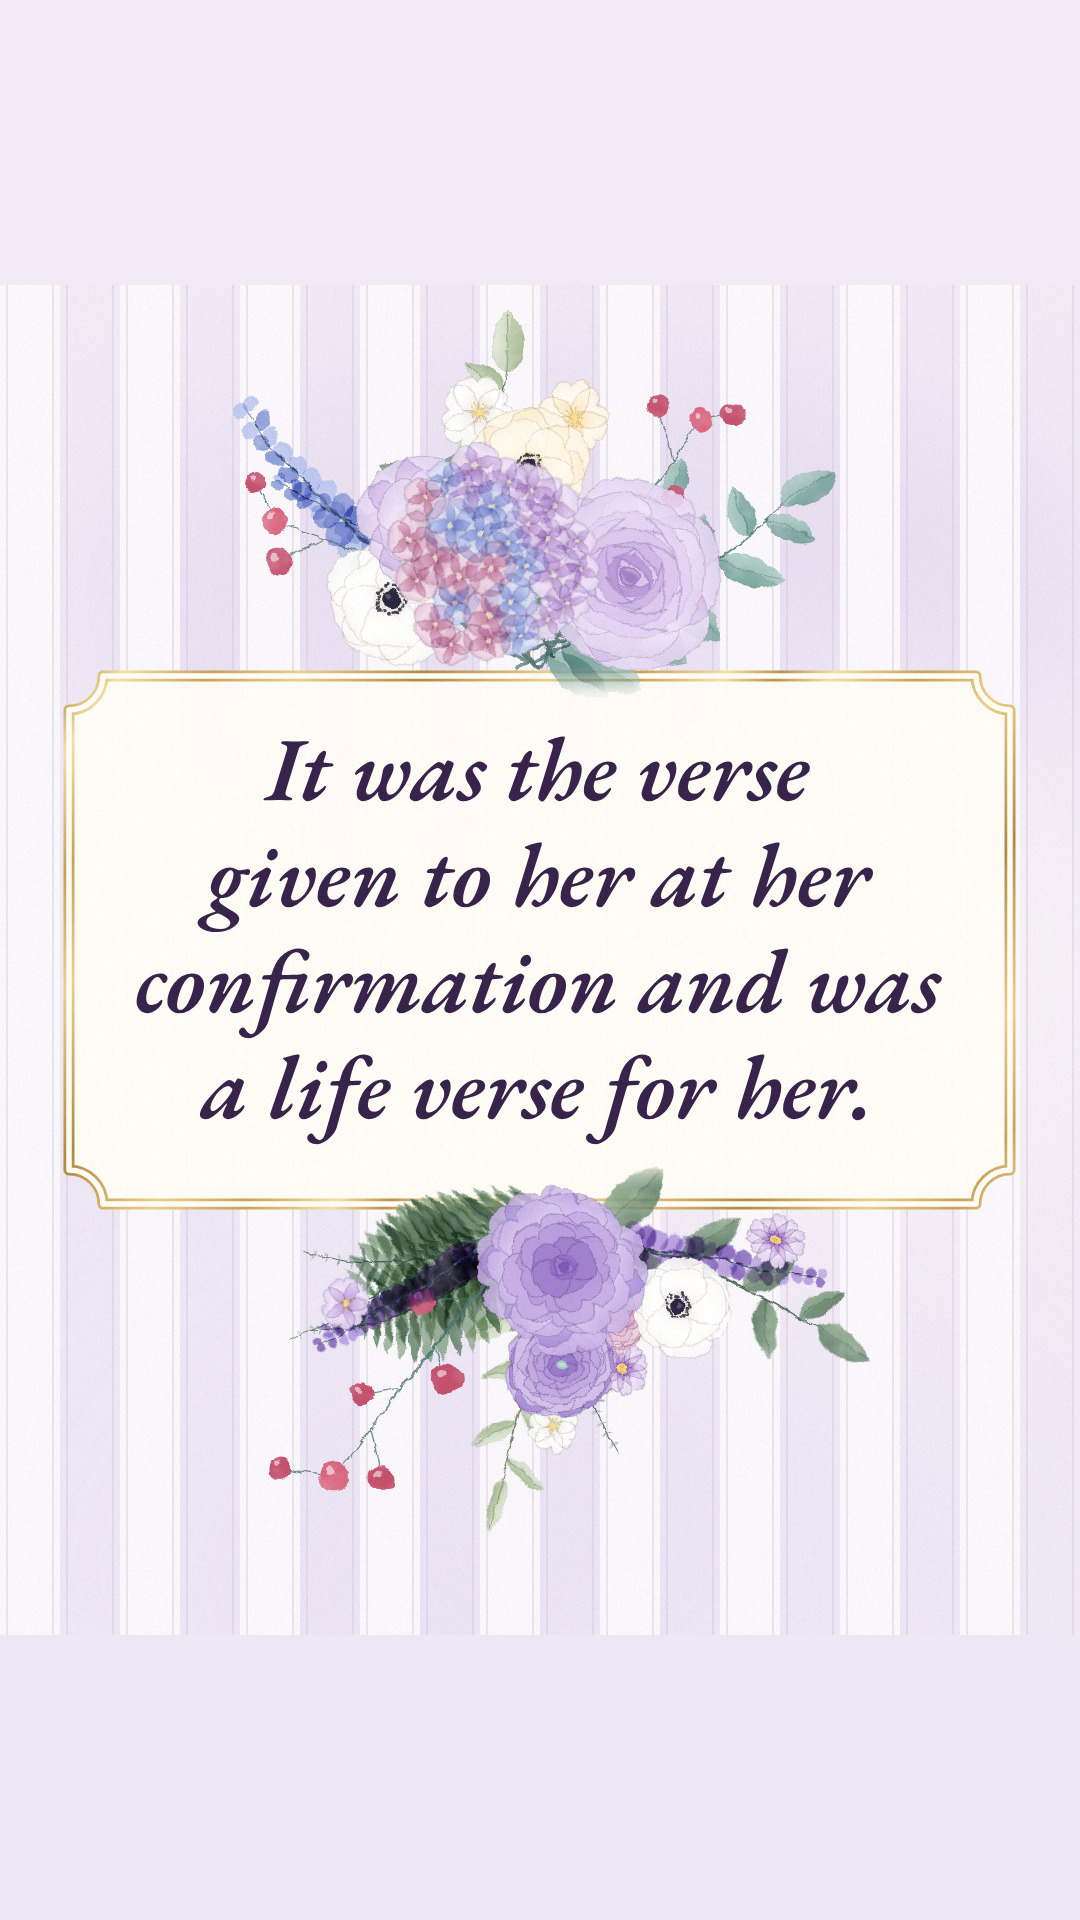 It was the verse
given to her at her
confirmation and was
a life verse for her.